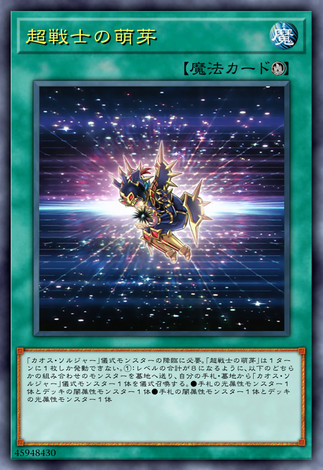 超戦士の萌芽
魔
【魔法カード】
「カオス・ソルジャー」儀式モンスターの降臨に必要。「超戦士の萌芽」は１ター
ンに１枚しか発動できない。①：レベルの合計が８になるように、以下のどちら
かの組み合わせのモンスターを墓地へ送り、自分の手札・墓地から「カオス・ソ
ルジャー」儀式モンスター１体を儀式召喚する。●手札の光属性モンスター１
体とデッキの闇属性モンスター１体●手札の闇属性モンスター１体とデッキ
の光属性モンスター１体
45948430